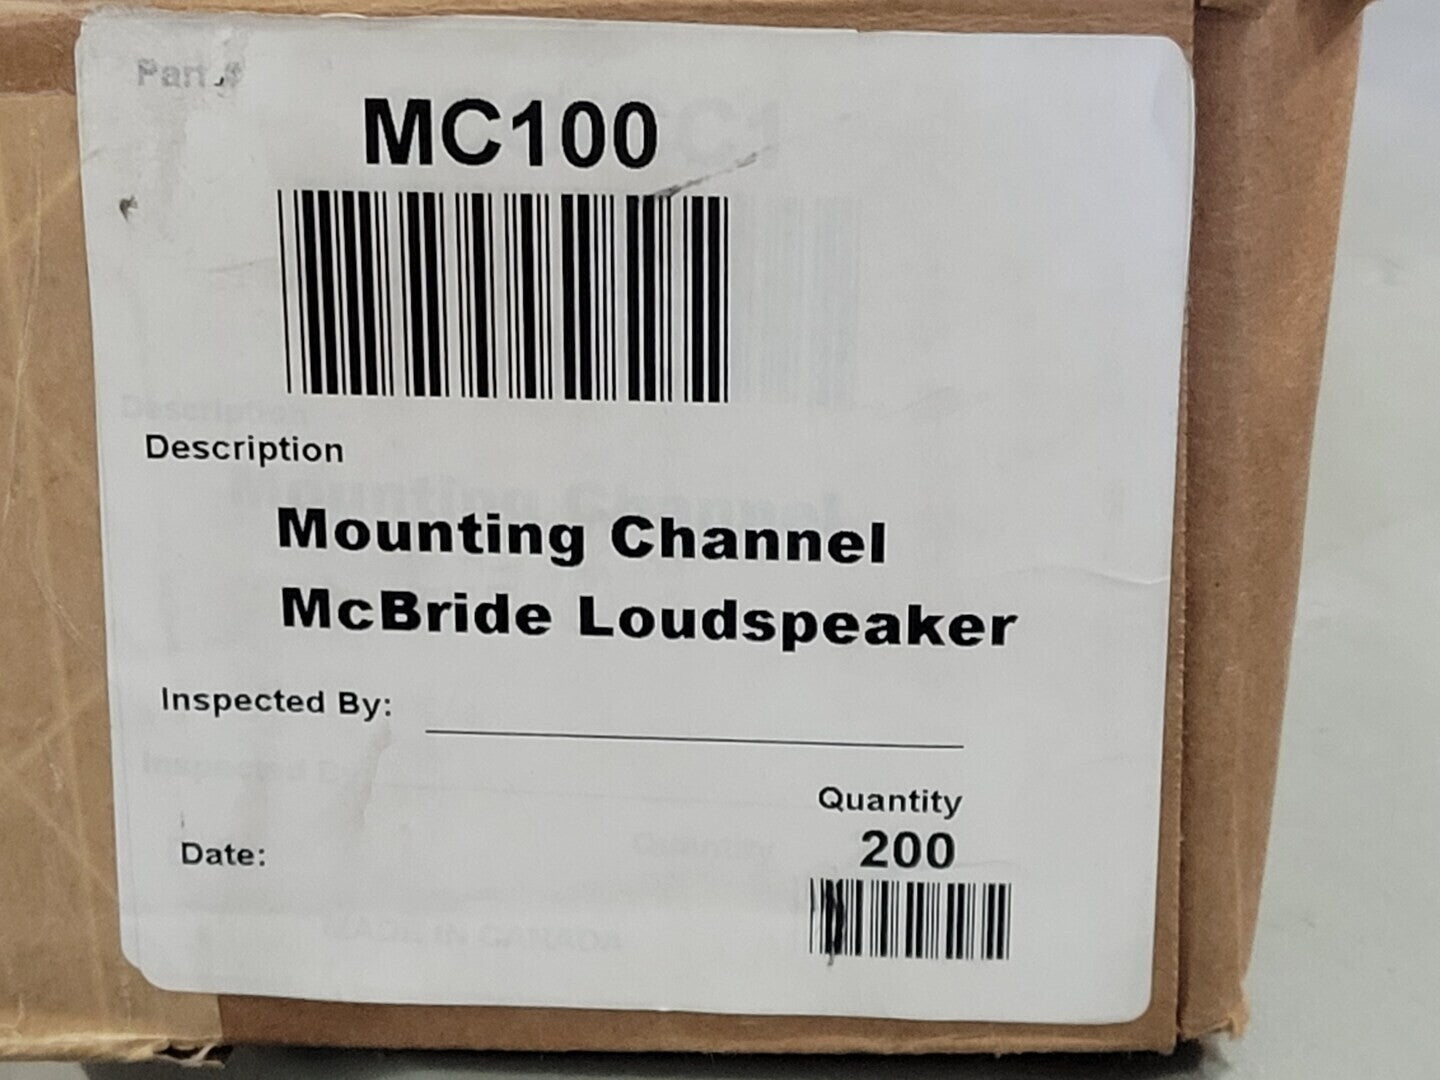 Part #
MC100
Description
Mounting Channel
McBride Loudspeaker
Inspected By:
Quantity
200
Date: